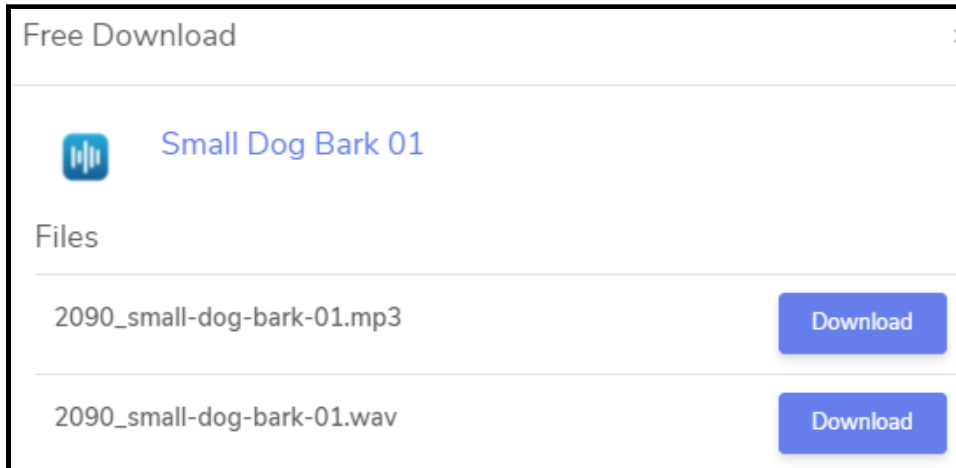 Free Download
Small Dog Bark 01
Files
2090_small-dog-bark-01.mp3 Download
2090_small-dog-bark-01.wav Download